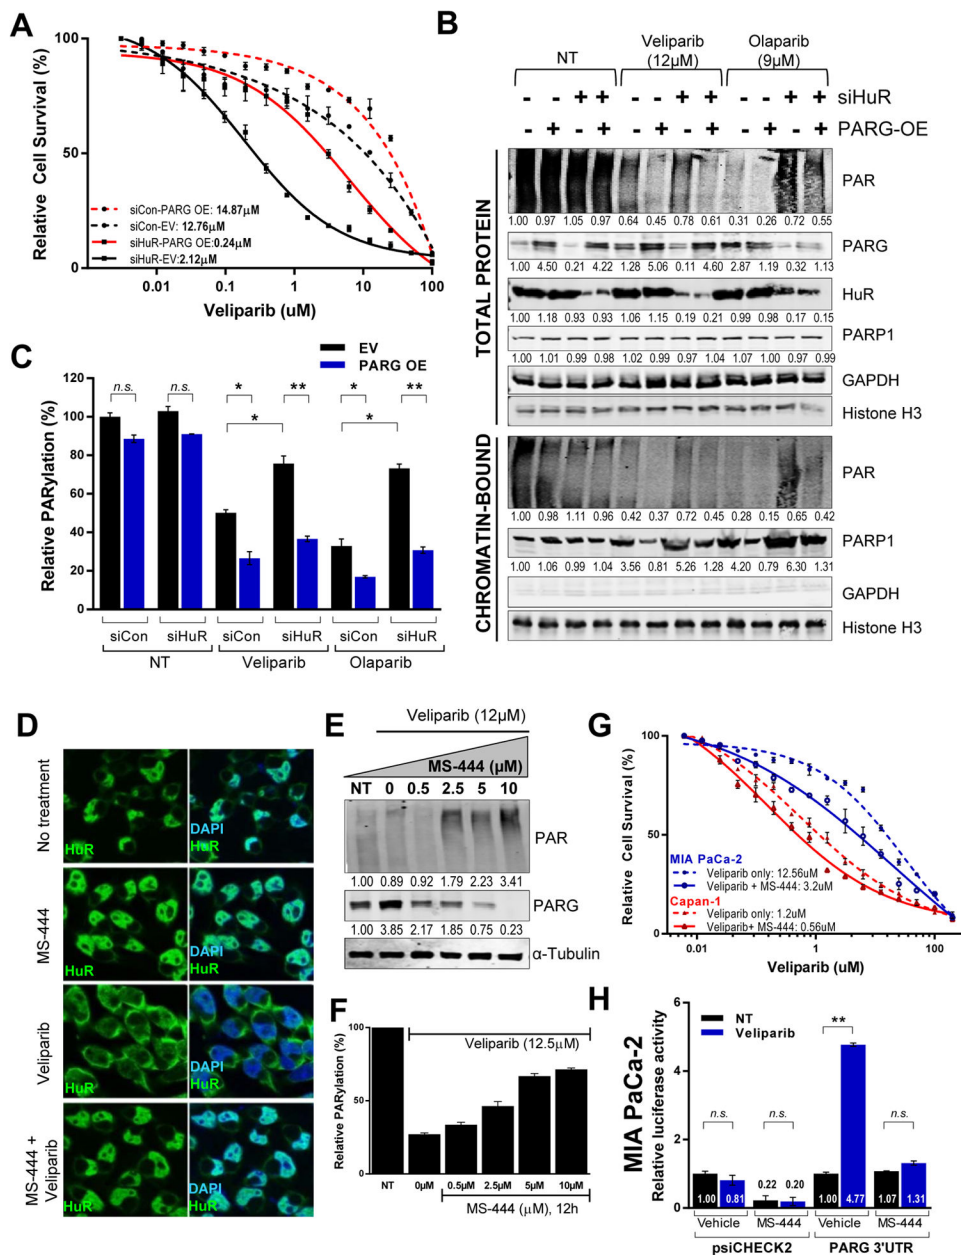 A
Relative Cell Survival (%)
100
50
0
siCon-PARG OE: 14.87µM
siCon-EV: 12.76µM
siHuR-PARG OE:0.24µM
siHuR-EV:2.12µM
0.01 0.1 1 10 100
Veliparib (uM)
B
NT
Veliparib (12µM)
Olaparib (9µM)
- - + + - - + + - - + + siHuR
- + - + - + - + - + - + PARG-OE
TOTAL PROTEIN
PAR
1.00 0.97 1.05 0.97 0.64 0.45 0.78 0.61 0.31 0.26 0.72 0.55
PARG
1.00 4.50 0.21 4.22 1.28 5.06 0.11 4.60 2.87 1.19 0.32 1.13
HuR
1.00 1.18 0.93 0.93 1.06 1.15 0.19 0.21 0.99 0.98 0.17 0.15
PARP1
1.00 1.01 0.99 0.98 1.02 0.99 0.97 1.04 1.07 1.00 0.97 0.99
GAPDH
Histone H3
CHROMATIN-BOUND
PAR
1.00 0.98 1.11 0.96 0.42 0.37 0.72 0.45 0.28 0.15 0.65 0.42
PARP1
1.00 1.06 0.99 1.04 3.56 0.81 5.26 1.28 4.20 0.79 6.30 1.31
GAPDH
Histone H3
C
EV
PARG OE
Relative PARylation (%)
120
100
80
60
40
20
0
n.s. n.s. * ** * **
* *
siCon siHuR siCon siHuR siCon siHuR
NT Veliparib Olaparib
D
No treatment
HuR
DAPI
HuR
MS-444
HuR
DAPI
HuR
Veliparib
HuR
DAPI
HuR
MS-444 + Veliparib
HuR
DAPI
HuR
E
Veliparib (12µM)
MS-444 (µM)
NT 0 0.5 2.5 5 10
PAR
1.00 0.89 0.92 1.79 2.23 3.41
PARG
1.00 3.85 2.17 1.85 0.75 0.23
α-Tubulin
F
Relative PARylation (%)
100
50
0
Veliparib (12.5µM)
NT 0µM 0.5µM 2.5µM 5µM 10µM
MS-444 (µM), 12h
G
Relative Cell Survival (%)
100
50
0
MIA PaCa-2
Veliparib only: 12.56uM
Veliparib + MS-444: 3.2uM
Capan-1
Veliparib only: 1.2uM
Veliparib+ MS-444: 0.56uM
0.01 1 100
Veliparib (uM)
H
MIA PaCa-2
Relative luciferase activity
6
4
2
0
NT
Veliparib
n.s. n.s. ** n.s.
1.00 0.81 0.22 0.20 1.00 4.77 1.07 1.31
Vehicle MS-444 Vehicle MS-444
psiCHECK2 PARG 3'UTR